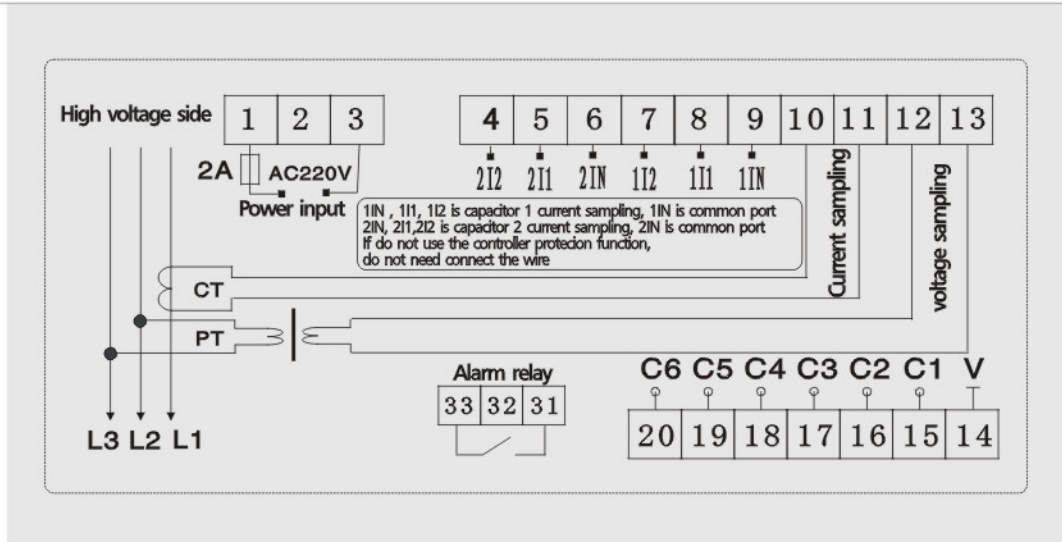 High voltage side
1 2 3
4 5 6 7 8 9 10 11 12 13
2A
AC220V
Power input
2I2 2I1 2IN 1I2 1I1 1IN
1IN , 1I1, 1I2 is capacitor 1 current sampling, 1IN is common port
2IN, 2I1,2I2 is capacitor 2 current sampling, 2IN is common port
If do not use the controller protecion function,
do not need connect the wire
Current sampling
voltage sampling
CT
PT
L3 L2 L1
Alarm relay
33 32 31
C6 C5 C4 C3 C2 C1 V
20 19 18 17 16 15 14